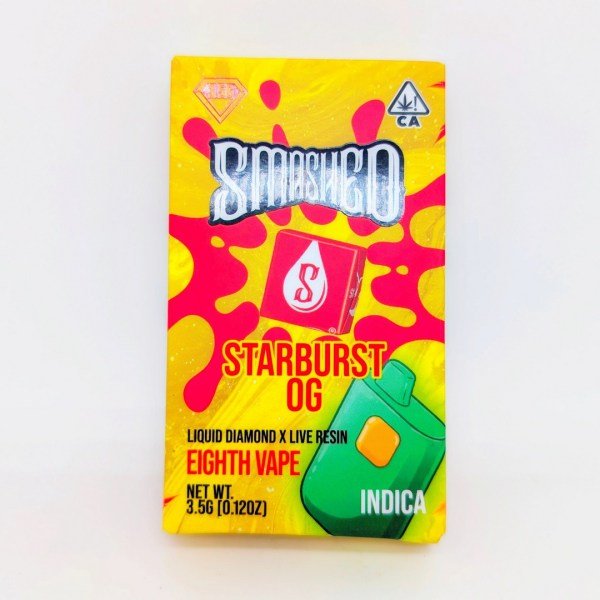 CA
SMASHED
S
STARBURST
OG
LIQUID DIAMOND X LIVE RESIN
EIGHTH VAPE
NET WT.
3.5G [0.12OZ]
INDICA